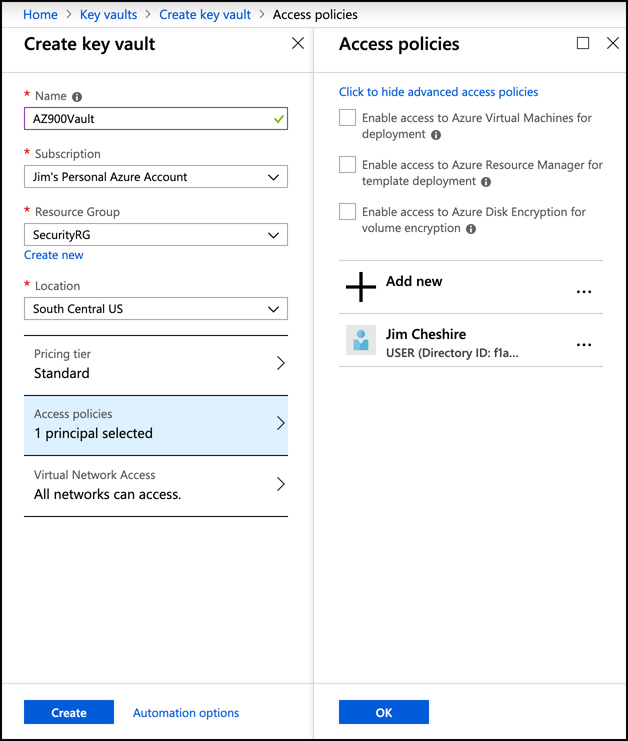 Home > Key vaults > Create key vault > Access policies
Create key vault
* Name
AZ900Vault
* Subscription
Jim's Personal Azure Account
* Resource Group
SecurityRG
Create new
* Location
South Central US
Pricing tier
Standard
Access policies
1 principal selected
Virtual Network Access
All networks can access.
Create
Automation options
Access policies
Click to hide advanced access policies
Enable access to Azure Virtual Machines for
deployment
Enable access to Azure Resource Manager for
template deployment
Enable access to Azure Disk Encryption for
volume encryption
Add new
...
Jim Cheshire
USER (Directory ID: f1a...
...
OK